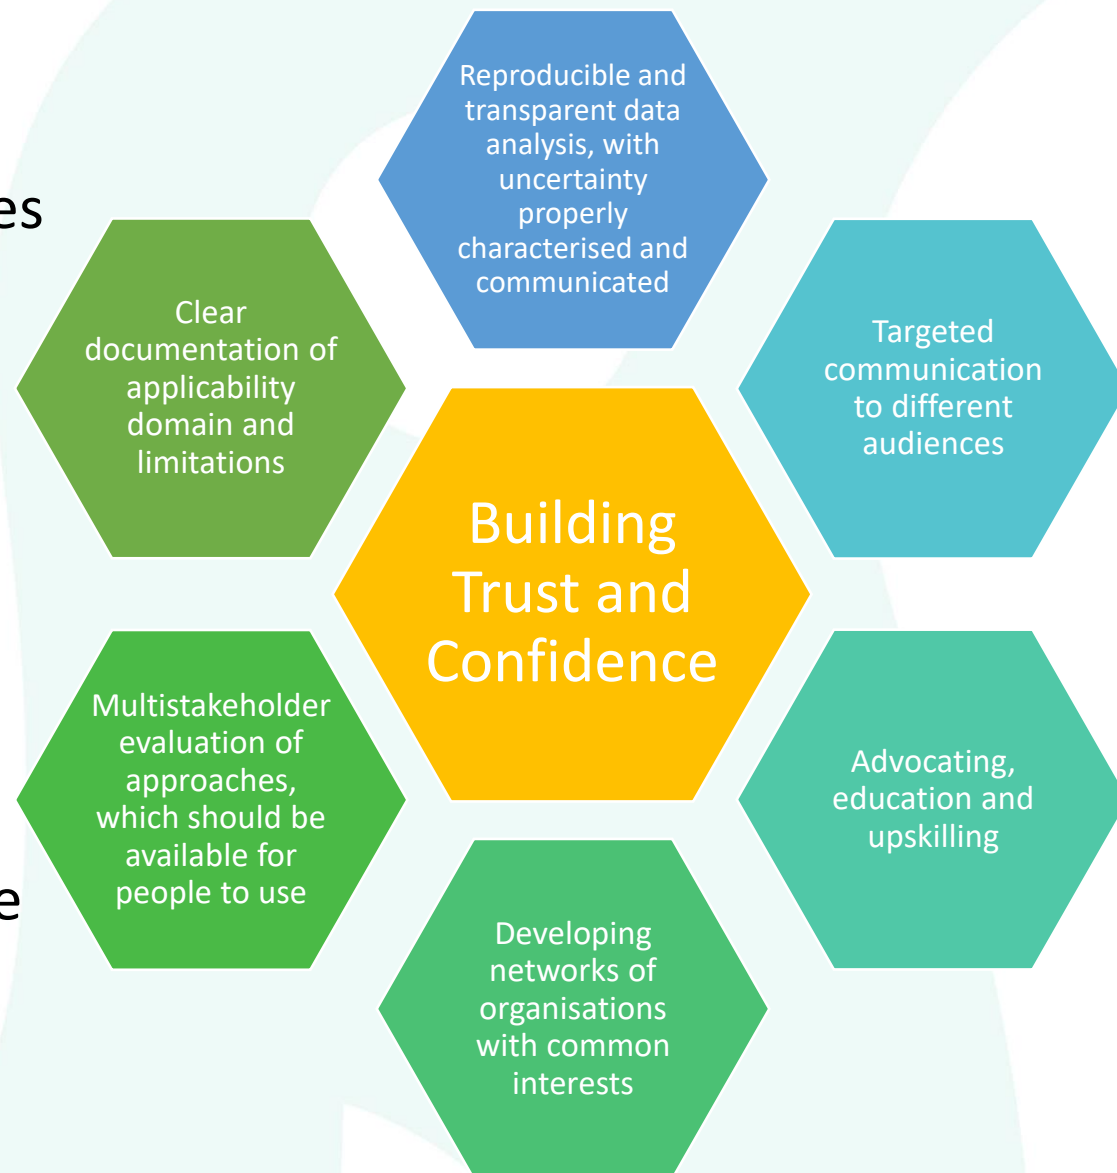 Reproducible and
transparent data
analysis, with
uncertainty
properly
characterised and
communicated
es
Clear
documentation of
applicability
domain and
limitations
Targeted
communication
to different
audiences
Building
Trust and
Confidence
Multistakeholder
evaluation of
approaches,
which should be
available for
people to use
Advocating,
education and
upskilling
e
Developing
networks of
organisations
with common
interests